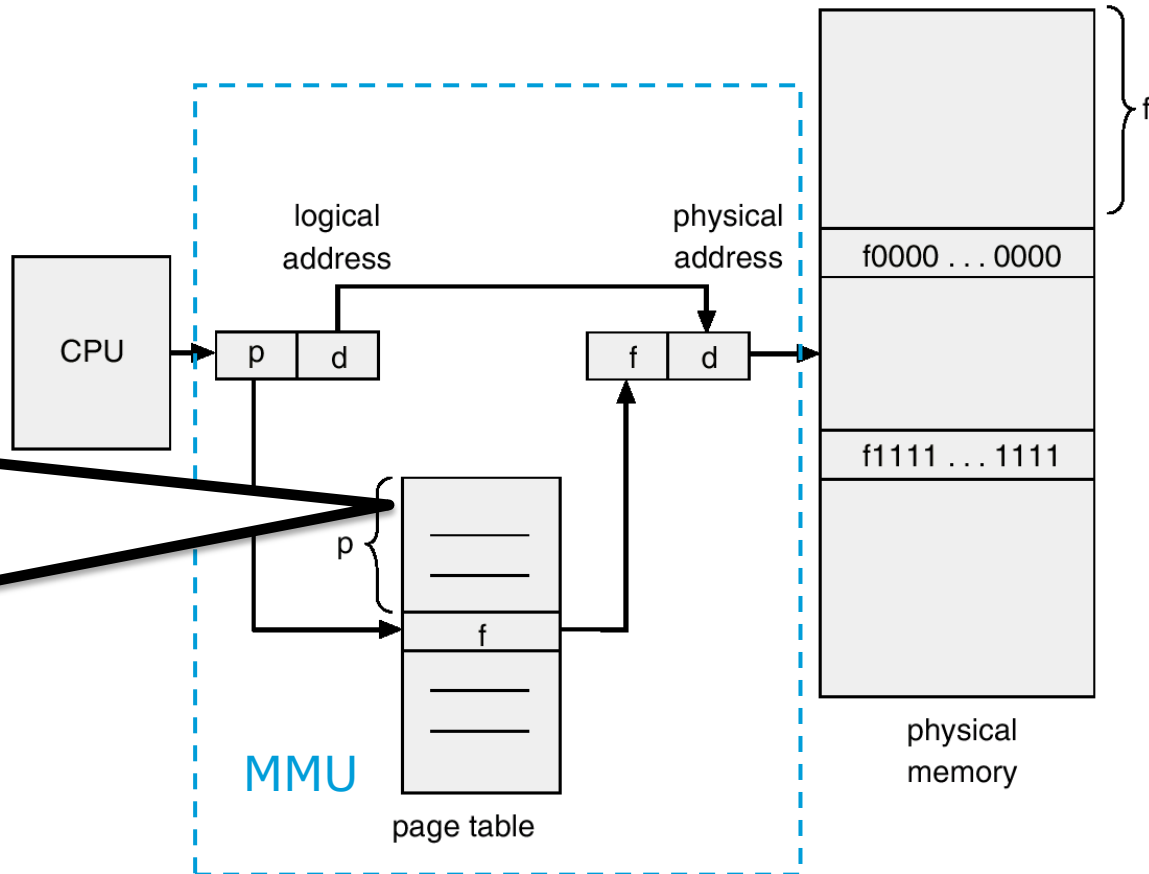 f
logical
address
physical
address
f0000 . . . 0000
CPU
p
d
f
d
f1111 . . . 1111
p
f
MMU
page table
physical
memory